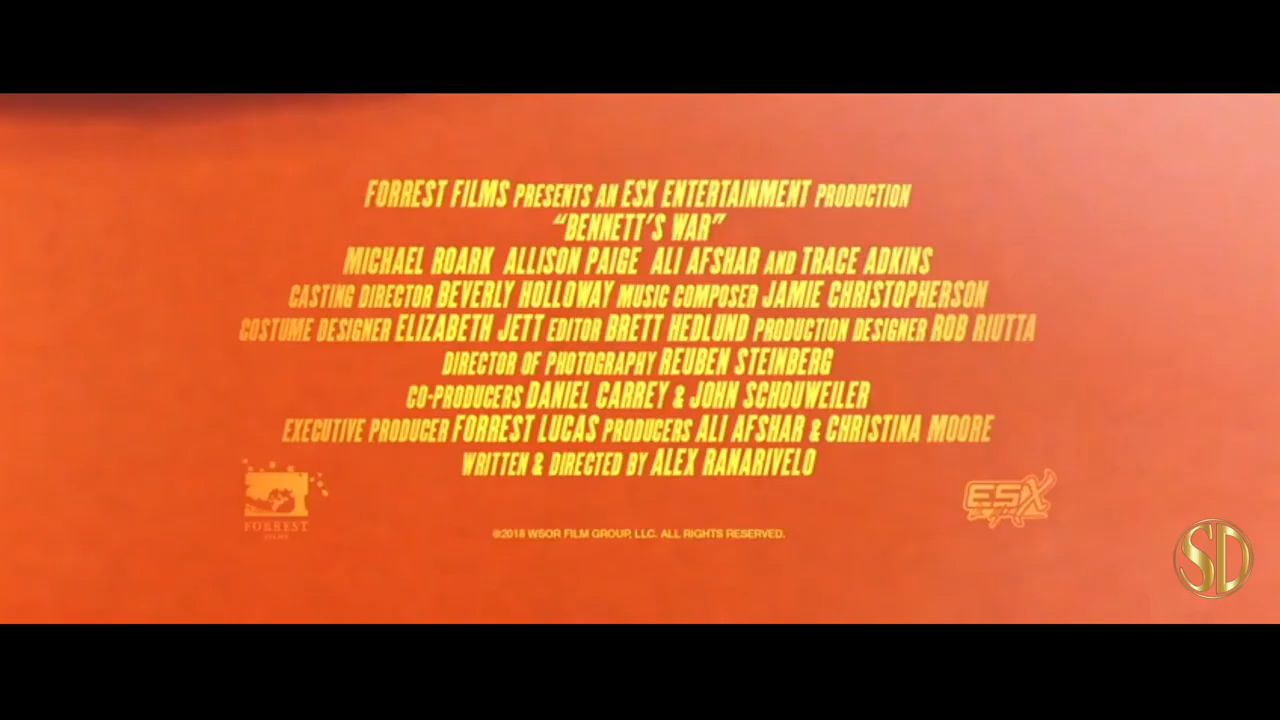 FORREST FILMS PRESENTS AN ESX ENTERTAINMENT PRODUCTION
“BENNETT’S WAR”
MICHAEL ROARK ALLISON PAIGE ALI AFSHAR AND TRACE ADKINS
CASTING DIRECTOR BEVERLY HOLLOWAY MUSIC COMPOSER JAMIE CHRISTOPHERSON
COSTUME DESIGNER ELIZABETH JETT EDITOR BRETT HEDLUND PRODUCTION DESIGNER ROB RIUTTA
DIRECTOR OF PHOTOGRAPHY REUBEN STEINBERG
CO-PRODUCERS DANIEL CARREY & JOHN SCHOUWEILER
EXECUTIVE PRODUCER FORREST LUCAS PRODUCERS ALI AFSHAR & CHRISTINA MOORE
WRITTEN & DIRECTED BY ALEX RANARIVELO
FORREST
FILMS
ESX
©2018 WSOR FILM GROUP, LLC. ALL RIGHTS RESERVED.
SD